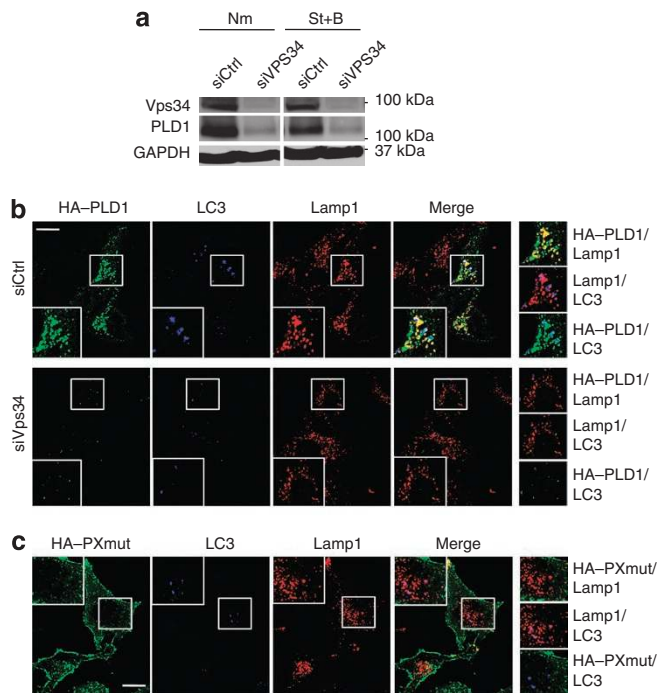 a
Nm St+B
siCtrl siVPS34 siCtrl siVPS34
Vps34 100 kDa
PLD1 100 kDa
GAPDH 37 kDa
b
HA–PLD1 LC3 Lamp1 Merge
siCtrl
HA–PLD1/
Lamp1
Lamp1/
LC3
HA–PLD1/
LC3
siVps34
HA–PLD1/
Lamp1
Lamp1/
LC3
HA–PLD1/
LC3
c
HA–PXmut LC3 Lamp1 Merge
HA–PXmut/
Lamp1
Lamp1/
LC3
HA–PXmut/
LC3